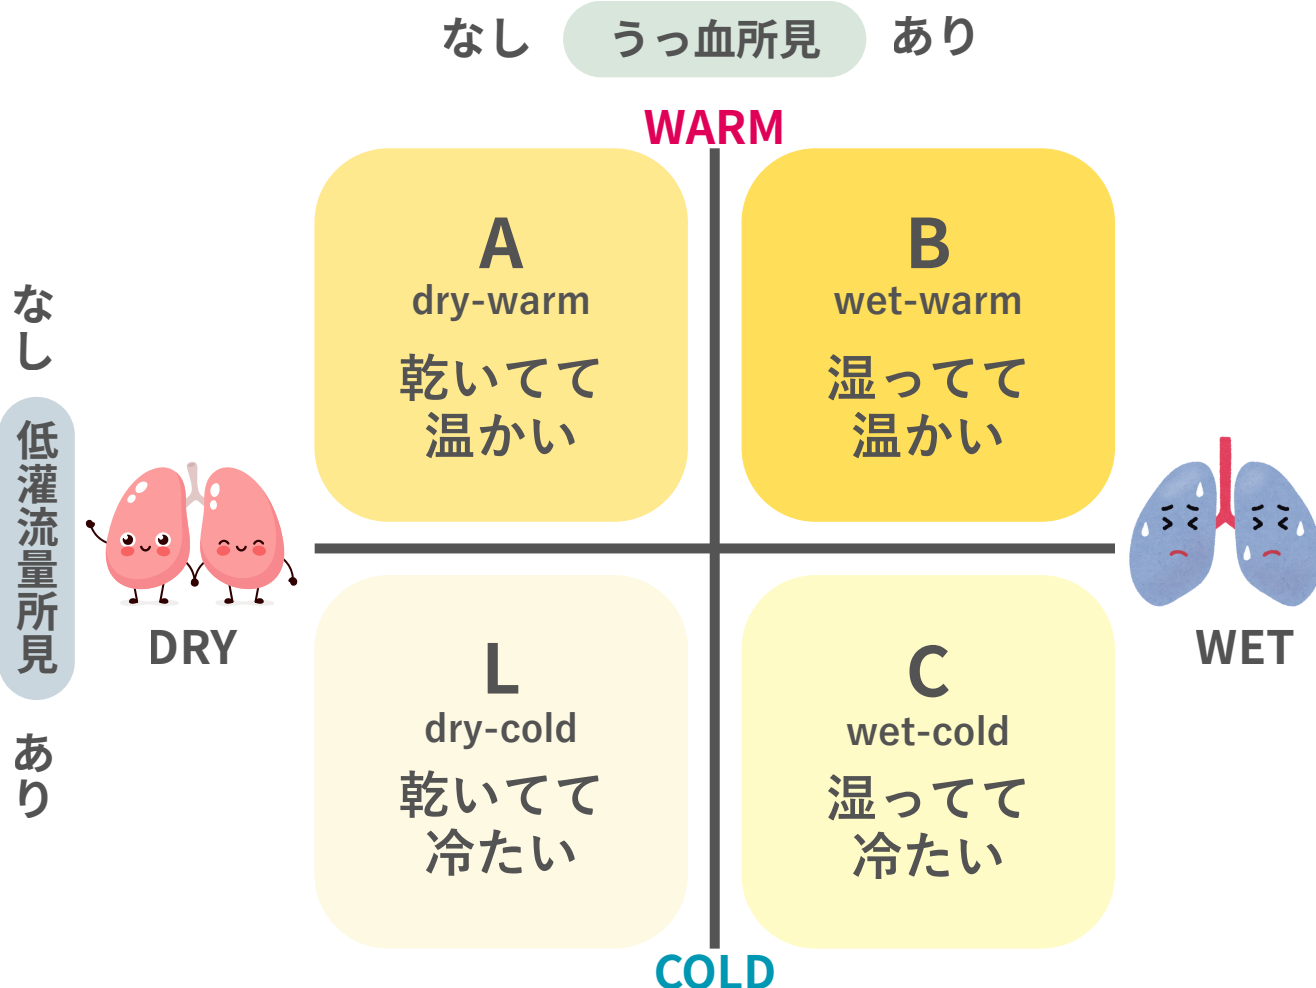 なし うっ血所見 あり
WARM
A
dry-warm
乾いてて
温かい
B
wet-warm
湿ってて
温かい
なし
低灌流量所見
あり
DRY
WET
L
dry-cold
乾いてて
冷たい
C
wet-cold
湿ってて
冷たい
COLD